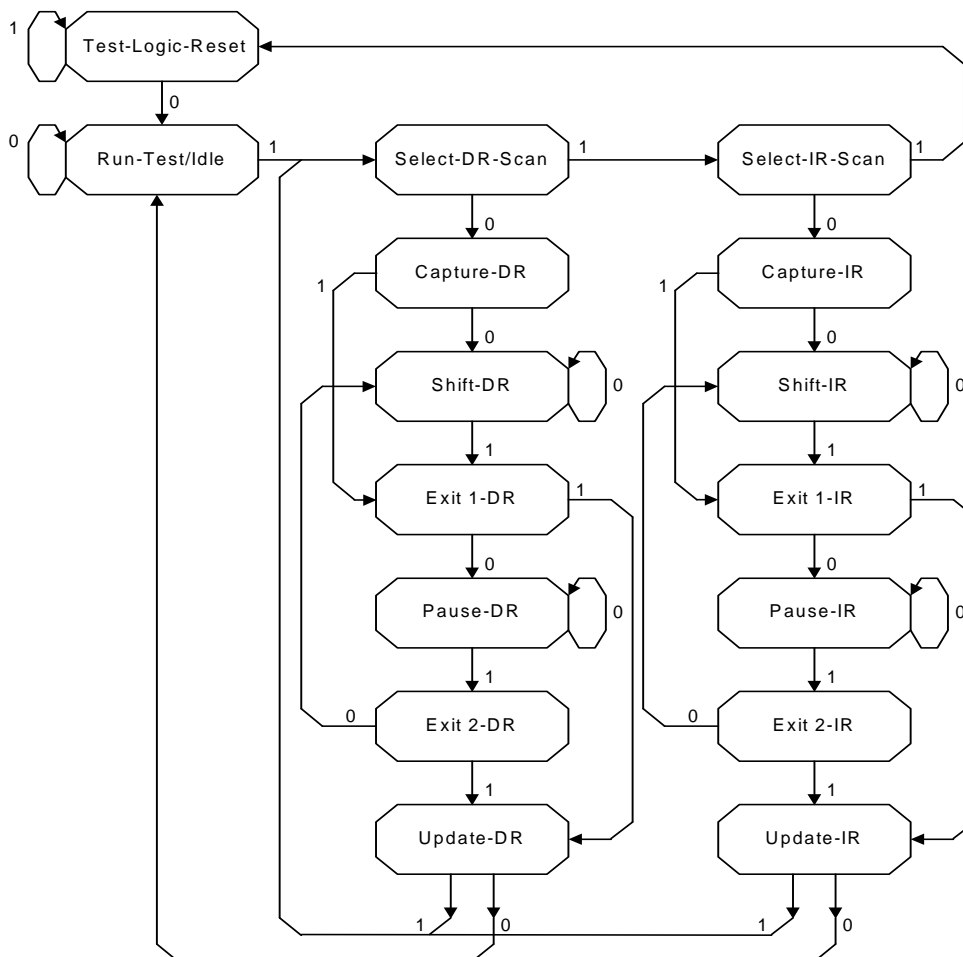 1
Test-Logic-Reset
0
0
Run-Test/Idle
1
Select-DR-Scan
1
Select-IR-Scan
1
0
0
1
Capture-DR
1
Capture-IR
0
0
Shift-DR
0
Shift-IR
0
1
1
Exit 1-DR
1
Exit 1-IR
1
0
0
Pause-DR
0
Pause-IR
0
1
1
0
Exit 2-DR
0
Exit 2-IR
1
1
Update-DR
Update-IR
1
0
1
0